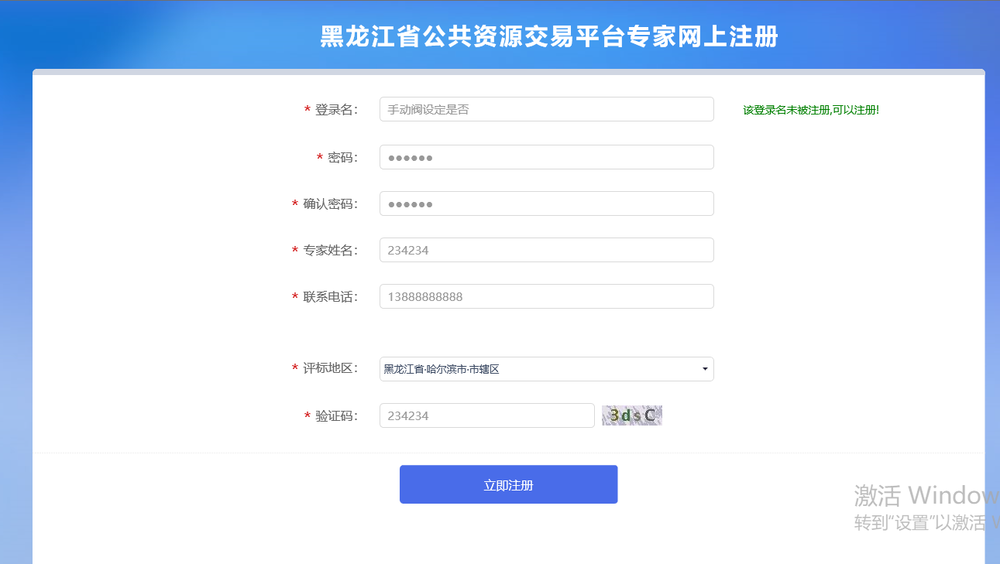 黑龙江省公共资源交易平台专家网上注册
* 登录名： 手动阀设定是否 该登录名未被注册,可以注册!
* 密码： ●●●●●●
* 确认密码： ●●●●●●
* 专家姓名： 234234
* 联系电话： 13888888888
* 评标地区： 黑龙江省·哈尔滨市·市辖区
* 验证码： 234234 3dsC
立即注册
激活 Window
转到"设置"以激活 W